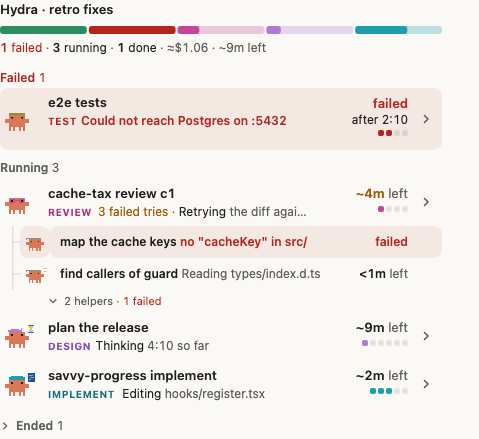 Hydra · retro fixes
1 failed · 3 running · 1 done · ≈$1.06 · ~9m left
Failed 1
e2e tests failed
TEST Could not reach Postgres on :5432 after 2:10
Running 3
cache-tax review c1 ~4m left
REVIEW 3 failed tries · Retrying the diff agai...
map the cache keys no "cacheKey" in src/ failed
find callers of guard Reading types/index.d.ts <1m left
2 helpers · 1 failed
plan the release ~9m left
DESIGN Thinking 4:10 so far
savvy-progress implement ~2m left
IMPLEMENT Editing hooks/register.tsx
Ended 1